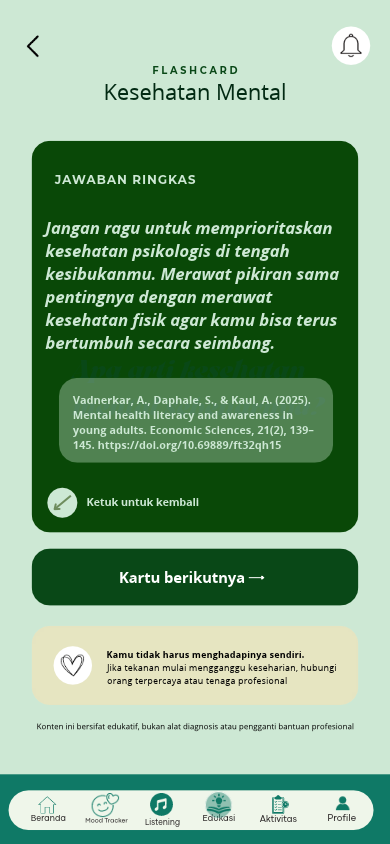 FLASHCARD
Kesehatan Mental
JAWABAN RINGKAS
Jangan ragu untuk memprioritaskan
kesehatan psikologis di tengah
kesibukanmu. Merawat pikiran sama
pentingnya dengan merawat
kesehatan fisik agar kamu bisa terus
bertumbuh secara seimbang.
Vadnerkar, A., Daphale, S., & Kaul, A. (2025).
Mental health literacy and awareness in
young adults. Economic Sciences, 21(2), 139–
145. https://doi.org/10.69889/ft32qh15
Ketuk untuk kembali
Kartu berikutnya →
Kamu tidak harus menghadapinya sendiri.
Jika tekanan mulai mengganggu keseharian, hubungi
orang terpercaya atau tenaga profesional
Konten ini bersifat edukatif, bukan alat diagnosis atau pengganti bantuan profesional
Beranda
Mood Tracker
Listening
Edukasi
Aktivitas
Profile